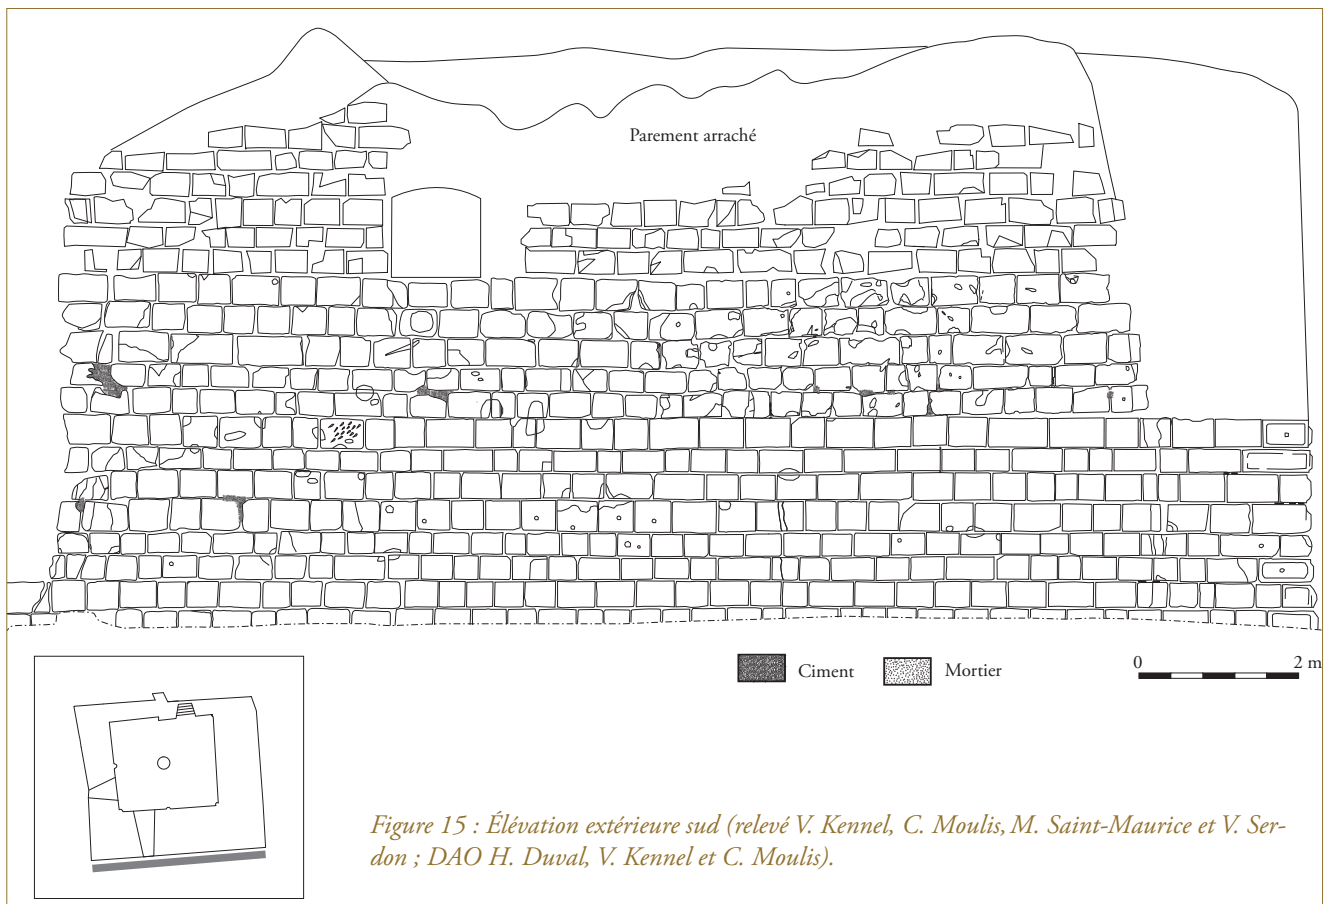 Parement arraché
Ciment
Mortier
0
2 m
Figure 15 : Élévation extérieure sud (relevé V. Kennel, C. Moulis, M. Saint-Maurice et V. Ser-
don ; DAO H. Duval, V. Kennel et C. Moulis).